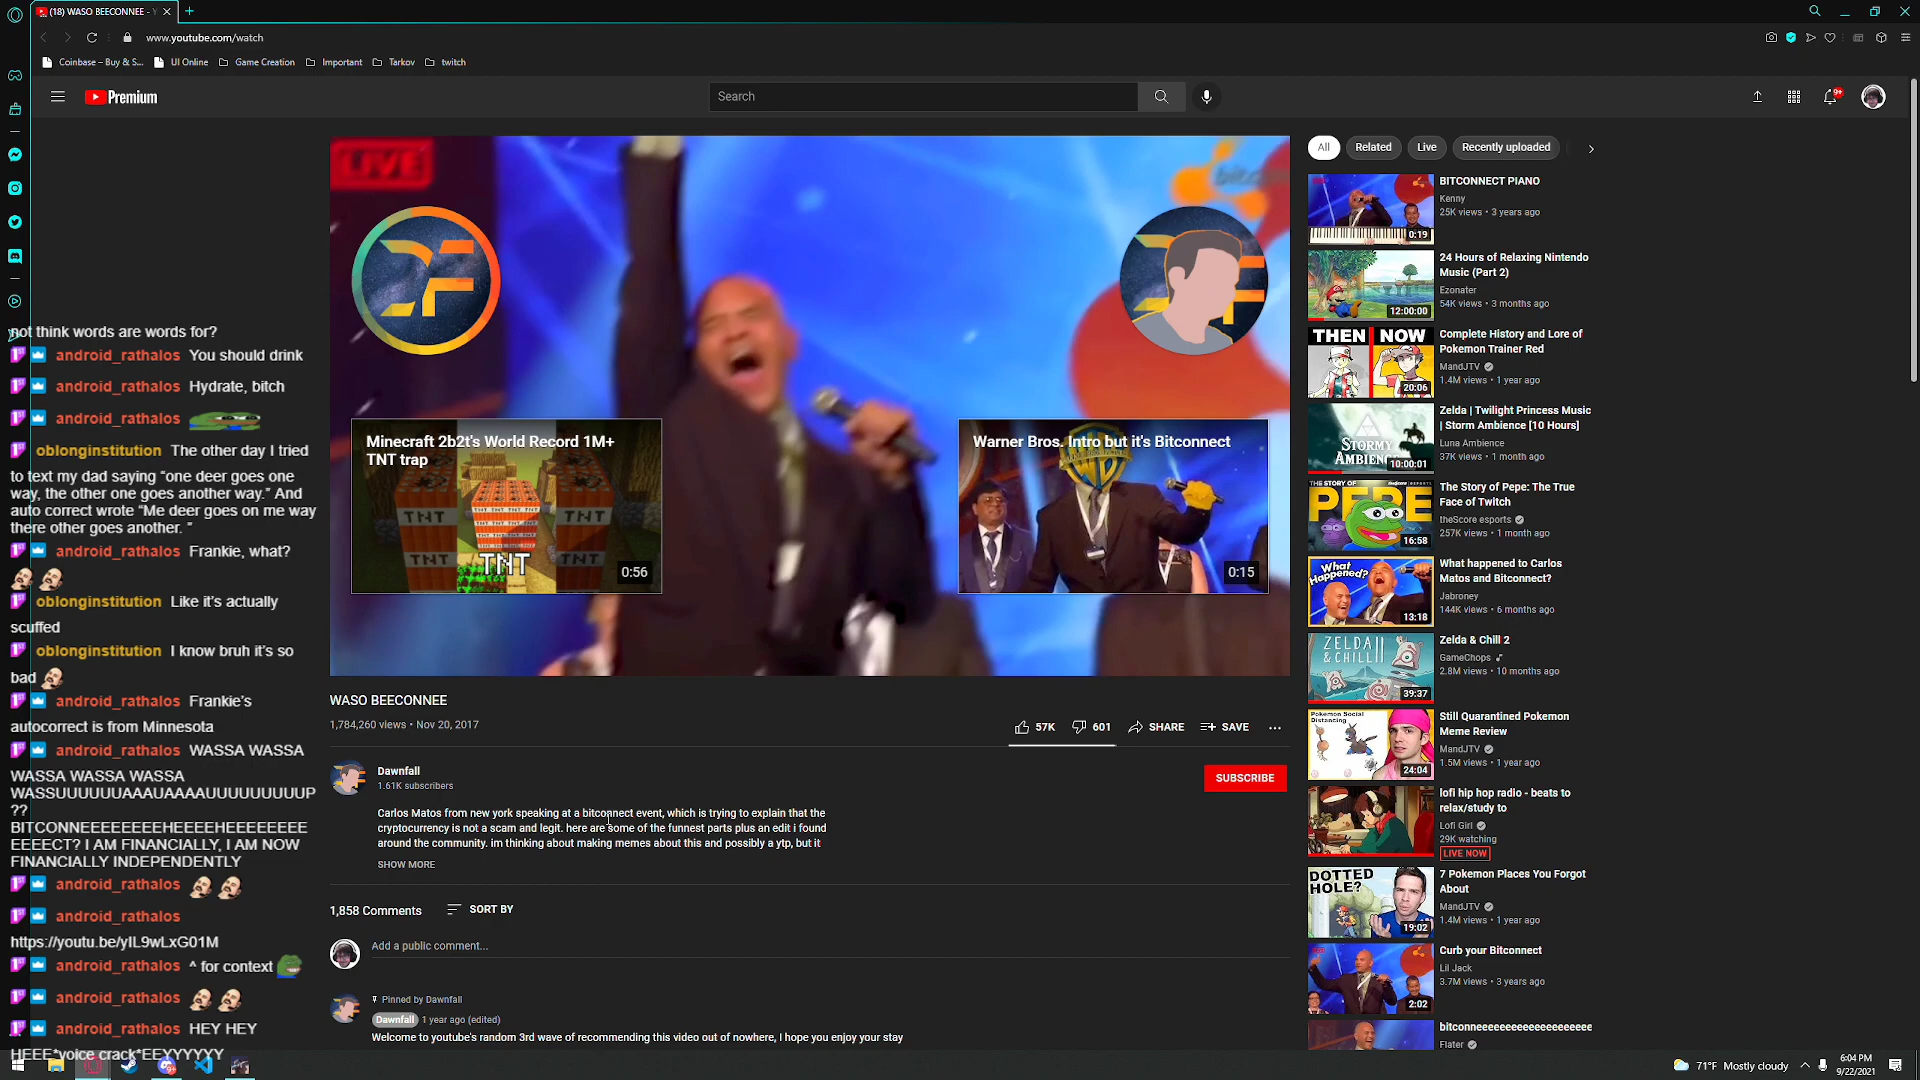 (18) WASO BEECONNEE - Y
www.youtube.com/watch
Coinbase – Buy & S...
UI Online
Game Creation
Important
Tarkov
twitch
Premium
Search
9+
LIVE
Minecraft 2b2t's World Record 1M+
TNT trap
TNT
0:56
Warner Bros. Intro but it's Bitconnect
0:15
WASO BEECONNEE
1,784,260 views • Nov 20, 2017
57K
601
SHARE
SAVE
Dawnfall
1.61K subscribers
SUBSCRIBE
Carlos Matos from new york speaking at a bitconnect event, which is trying to explain that the
cryptocurrency is not a scam and legit. here are some of the funnest parts plus an edit i found
around the community. im thinking about making memes about this and possibly a ytp, but it
SHOW MORE
1,858 Comments
SORT BY
Add a public comment...
Pinned by Dawnfall
Dawnfall 1 year ago (edited)
Welcome to youtube's random 3rd wave of recommending this video out of nowhere, I hope you enjoy your stay
not think words are words for?
android_rathalos You should drink
android_rathalos Hydrate, bitch
android_rathalos
oblonginstitution The other day I tried
to text my dad saying “one deer goes one
way, the other one goes another way.” And
auto correct wrote “Me deer goes on me way
there other goes another. ”
android_rathalos Frankie, what?
oblonginstitution Like it’s actually
scuffed
oblonginstitution I know bruh it’s so
bad
android_rathalos Frankie's
autocorrect is from Minnesota
android_rathalos WASSA WASSA
WASSA WASSA WASSA
WASSUUUUUUAAAUAAAAUUUUUUUUUP
??
BITCONNEEEEEEEEHEEEEHEEEEEEEE
EEEEECT? I AM FINANCIALLY, I AM NOW
FINANCIALLY INDEPENDENTLY
android_rathalos
android_rathalos
https://youtu.be/yIL9wLxG01M
android_rathalos ^ for context
android_rathalos
android_rathalos HEY HEY
HEEE*voice crack*EEYYYYYY
All
Related
Live
Recently uploaded
BITCONNECT PIANO
Kenny
25K views • 3 years ago
0:19
24 Hours of Relaxing Nintendo
Music (Part 2)
Ezonater
54K views • 3 months ago
12:00:00
THEN NOW
Complete History and Lore of
Pokemon Trainer Red
MandJTV
1.4M views • 1 year ago
20:06
Zelda | Twilight Princess Music
| Storm Ambience [10 Hours]
Luna Ambience
37K views • 1 month ago
STORMY
AMBIENCE
10:00:01
THE STORY OF
PEPE
The Story of Pepe: The True
Face of Twitch
theScore esports
257K views • 1 month ago
16:58
What Happened?
What happened to Carlos
Matos and Bitconnect?
Jabroney
144K views • 6 months ago
13:18
ZELDA
& CHILL II
Zelda & Chill 2
GameChops
2.8M views • 10 months ago
39:37
Pokemon Social
Distancing
Still Quarantined Pokemon
Meme Review
MandJTV
1.5M views • 1 year ago
24:04
lofi hip hop radio - beats to
relax/study to
Lofi Girl
29K watching
LIVE NOW
DOTTED
HOLE?
7 Pokemon Places You Forgot
About
MandJTV
1.4M views • 1 year ago
19:02
Curb your Bitconnect
Lil Jack
3.7M views • 3 years ago
2:02
bitconneeeeeeeeeeeeeeeeeeee
Flater
71°F Mostly cloudy
6:04 PM
9/22/2021